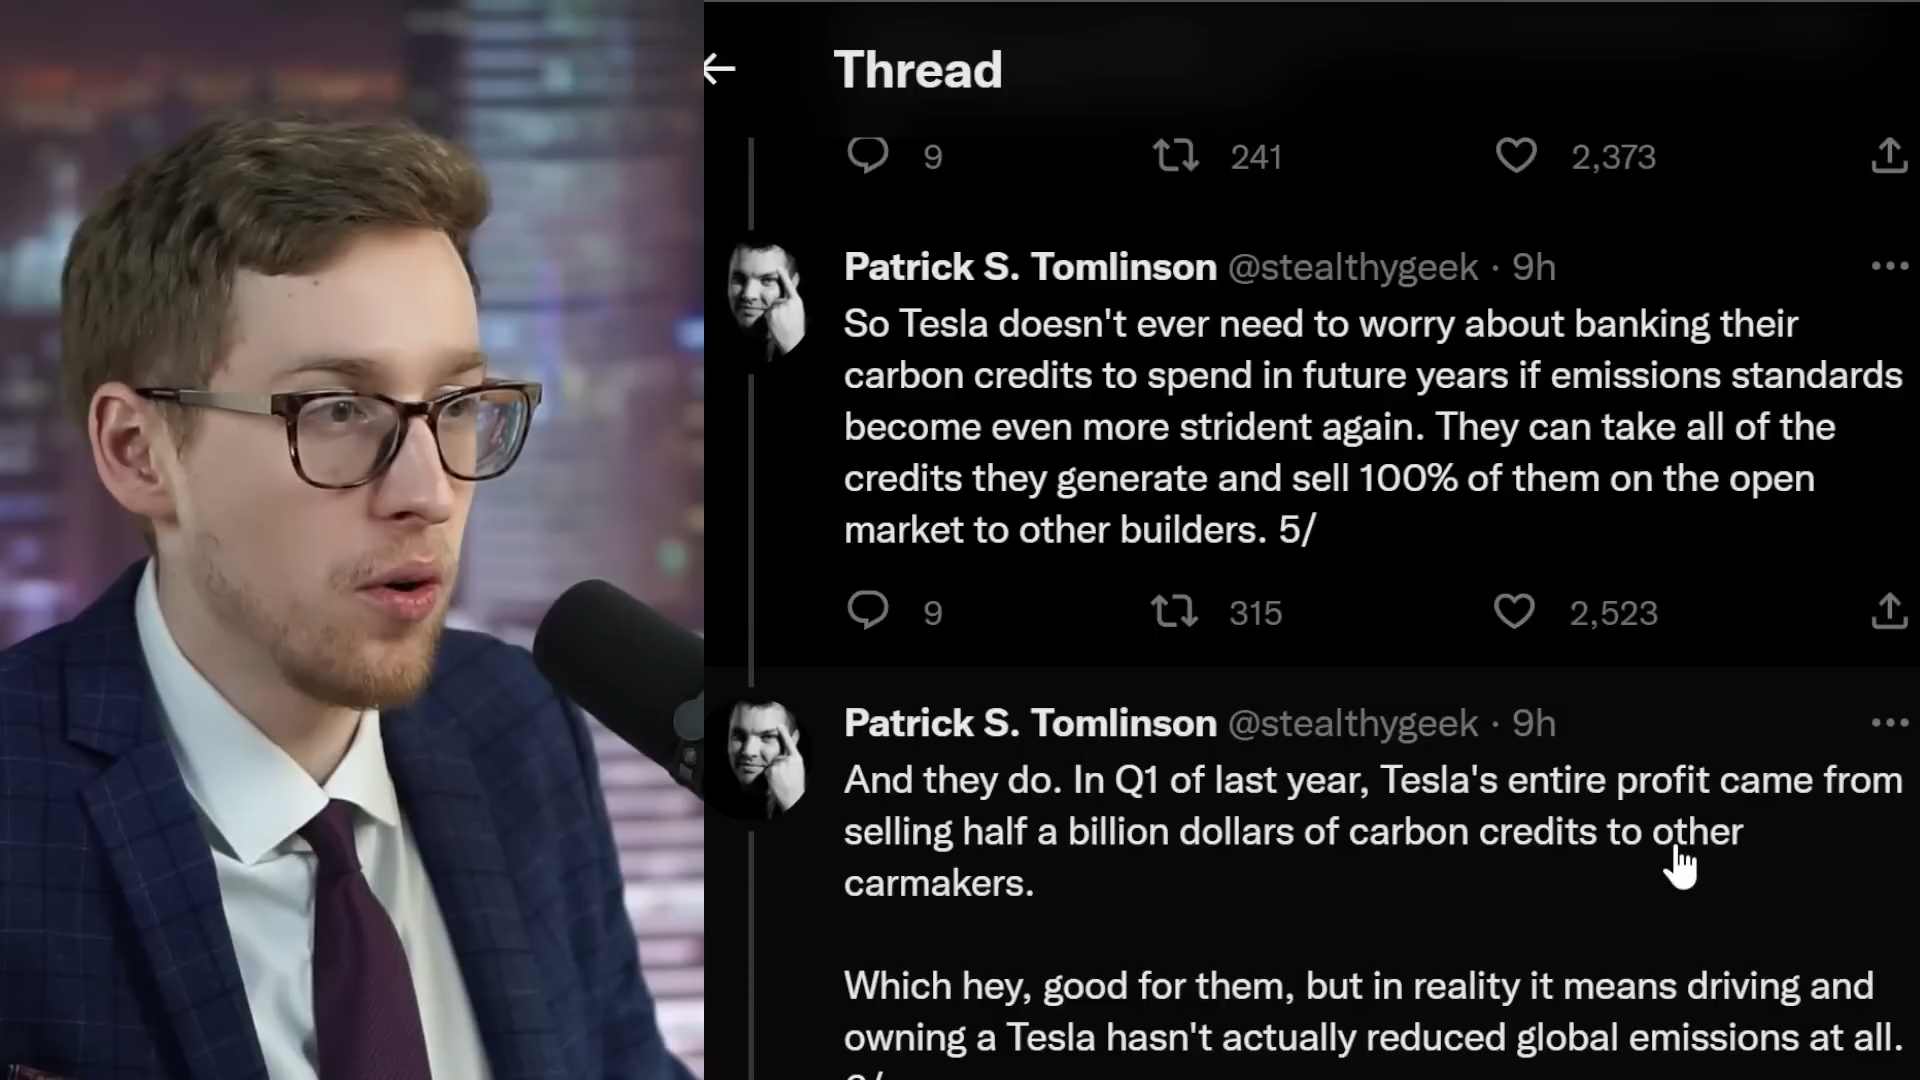 Thread
9 241 2,373
Patrick S. Tomlinson @stealthygeek · 9h
So Tesla doesn't ever need to worry about banking their
carbon credits to spend in future years if emissions standards
become even more strident again. They can take all of the
credits they generate and sell 100% of them on the open
market to other builders. 5/
9 315 2,523
Patrick S. Tomlinson @stealthygeek · 9h
And they do. In Q1 of last year, Tesla's entire profit came from
selling half a billion dollars of carbon credits to other
carmakers.
Which hey, good for them, but in reality it means driving and
owning a Tesla hasn't actually reduced global emissions at all.